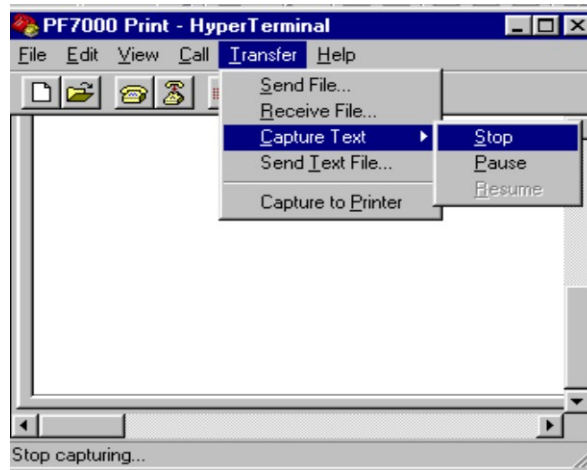 PF7000 Print - HyperTerminal
File Edit View Call Transfer Help
Send File...
Receive File...
Capture Text
Stop
Send Text File...
Pause
Resume
Capture to Printer
Stop capturing...